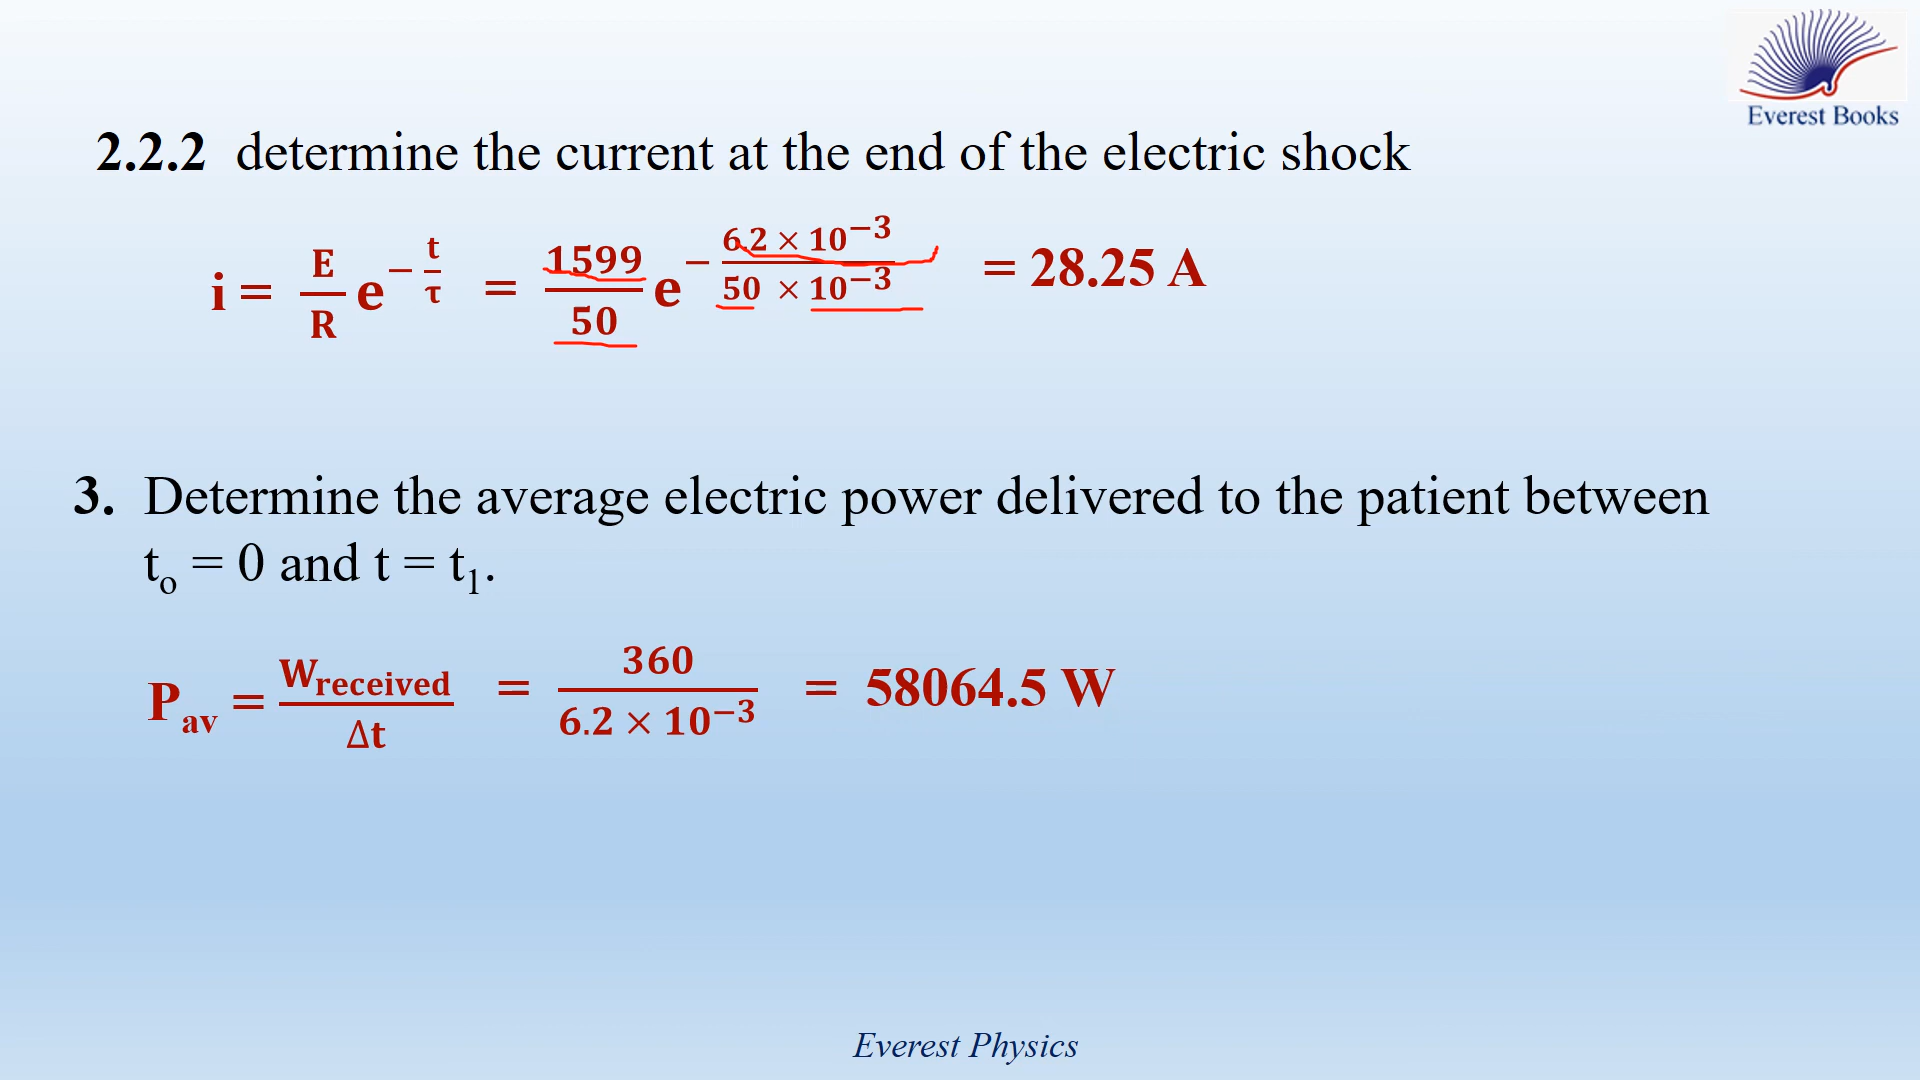 Everest Books
2.2.2 determine the current at the end of the electric shock
i = E/R e^(− t/τ) = 1599/50 e^(− (6.2 × 10⁻³)/(50 × 10⁻³)) = 28.25 A
3. Determine the average electric power delivered to the patient between
t₀ = 0 and t = t₁.
P_av = W_received/Δt = 360/(6.2 × 10⁻³) = 58064.5 W
Everest Physics